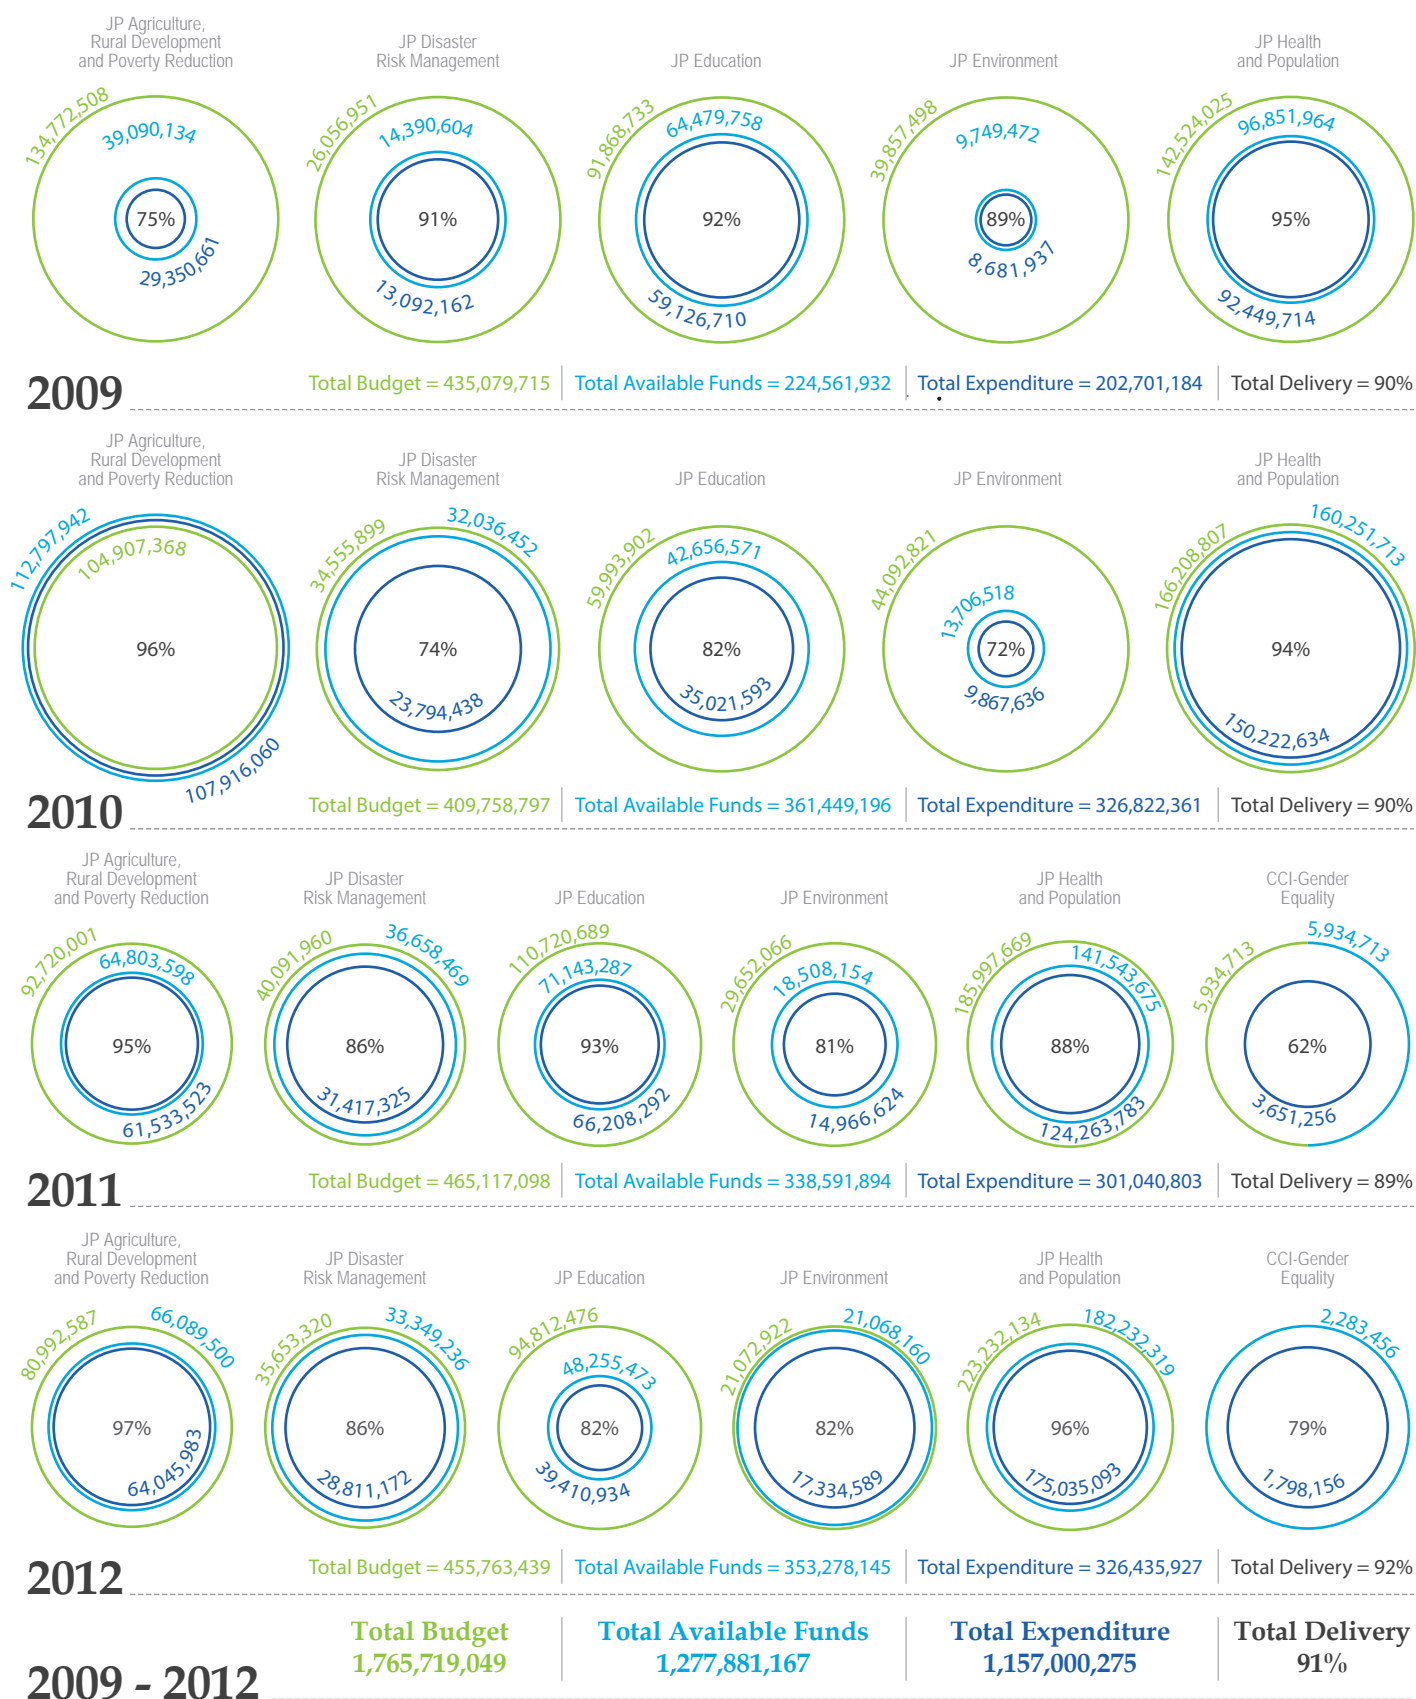 JP Agriculture,
Rural Development
and Poverty Reduction
134,772,508
39,090,134
75%
29,350,661
JP Disaster
Risk Management
26,056,951
14,390,604
91%
13,092,162
JP Education
91,868,733
64,479,758
92%
59,126,710
JP Environment
39,857,498
9,749,472
89%
8,681,937
JP Health
and Population
142,524,025
96,851,964
95%
92,449,714
2009
Total Budget = 435,079,715
Total Available Funds = 224,561,932
Total Expenditure = 202,701,184
Total Delivery = 90%
JP Agriculture,
Rural Development
and Poverty Reduction
112,797,942
104,907,368
96%
107,916,060
JP Disaster
Risk Management
34,555,899
32,036,452
74%
23,794,438
JP Education
59,993,902
42,656,571
82%
35,021,593
JP Environment
44,092,821
13,706,518
72%
9,867,636
JP Health
and Population
166,208,807
160,251,713
94%
150,222,634
2010
Total Budget = 409,758,797
Total Available Funds = 361,449,196
Total Expenditure = 326,822,361
Total Delivery = 90%
JP Agriculture,
Rural Development
and Poverty Reduction
92,720,001
64,803,598
95%
61,533,523
JP Disaster
Risk Management
40,091,960
36,658,469
86%
31,417,325
JP Education
110,720,689
71,143,287
93%
66,208,292
JP Environment
29,652,066
18,508,154
81%
14,966,624
JP Health
and Population
185,997,669
141,543,675
88%
124,263,783
CCI-Gender
Equality
5,934,713
5,934,713
62%
3,651,256
2011
Total Budget = 465,117,098
Total Available Funds = 338,591,894
Total Expenditure = 301,040,803
Total Delivery = 89%
JP Agriculture,
Rural Development
and Poverty Reduction
80,992,587
66,089,500
97%
64,045,983
JP Disaster
Risk Management
35,653,320
33,349,236
86%
28,811,172
JP Education
94,812,476
48,255,473
82%
39,410,934
JP Environment
21,072,922
21,068,160
82%
17,334,589
JP Health
and Population
223,232,134
182,232,319
96%
175,035,093
CCI-Gender
Equality
2,283,456
79%
1,798,156
2012
Total Budget = 455,763,439
Total Available Funds = 353,278,145
Total Expenditure = 326,435,927
Total Delivery = 92%
2009 - 2012
Total Budget
1,765,719,049
Total Available Funds
1,277,881,167
Total Expenditure
1,157,000,275
Total Delivery
91%